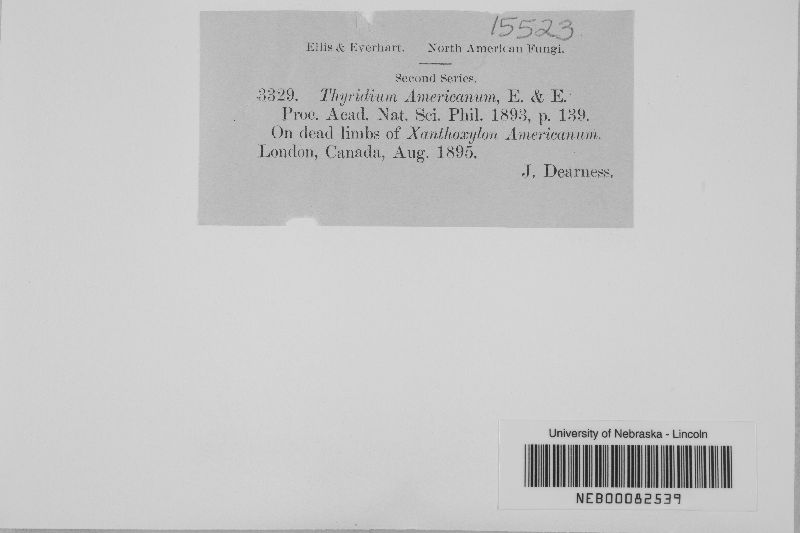 15523
Ellis & Everhart. North American Fungi.
Second Series.
3329. Thyridium Americanum, E. & E.
Proc. Acad. Nat. Sci. Phil. 1893, p. 139.
On dead limbs of Xanthoxylon Americanum.
London, Canada, Aug. 1895.
J. Dearness.
University of Nebraska - Lincoln
NEB00082539